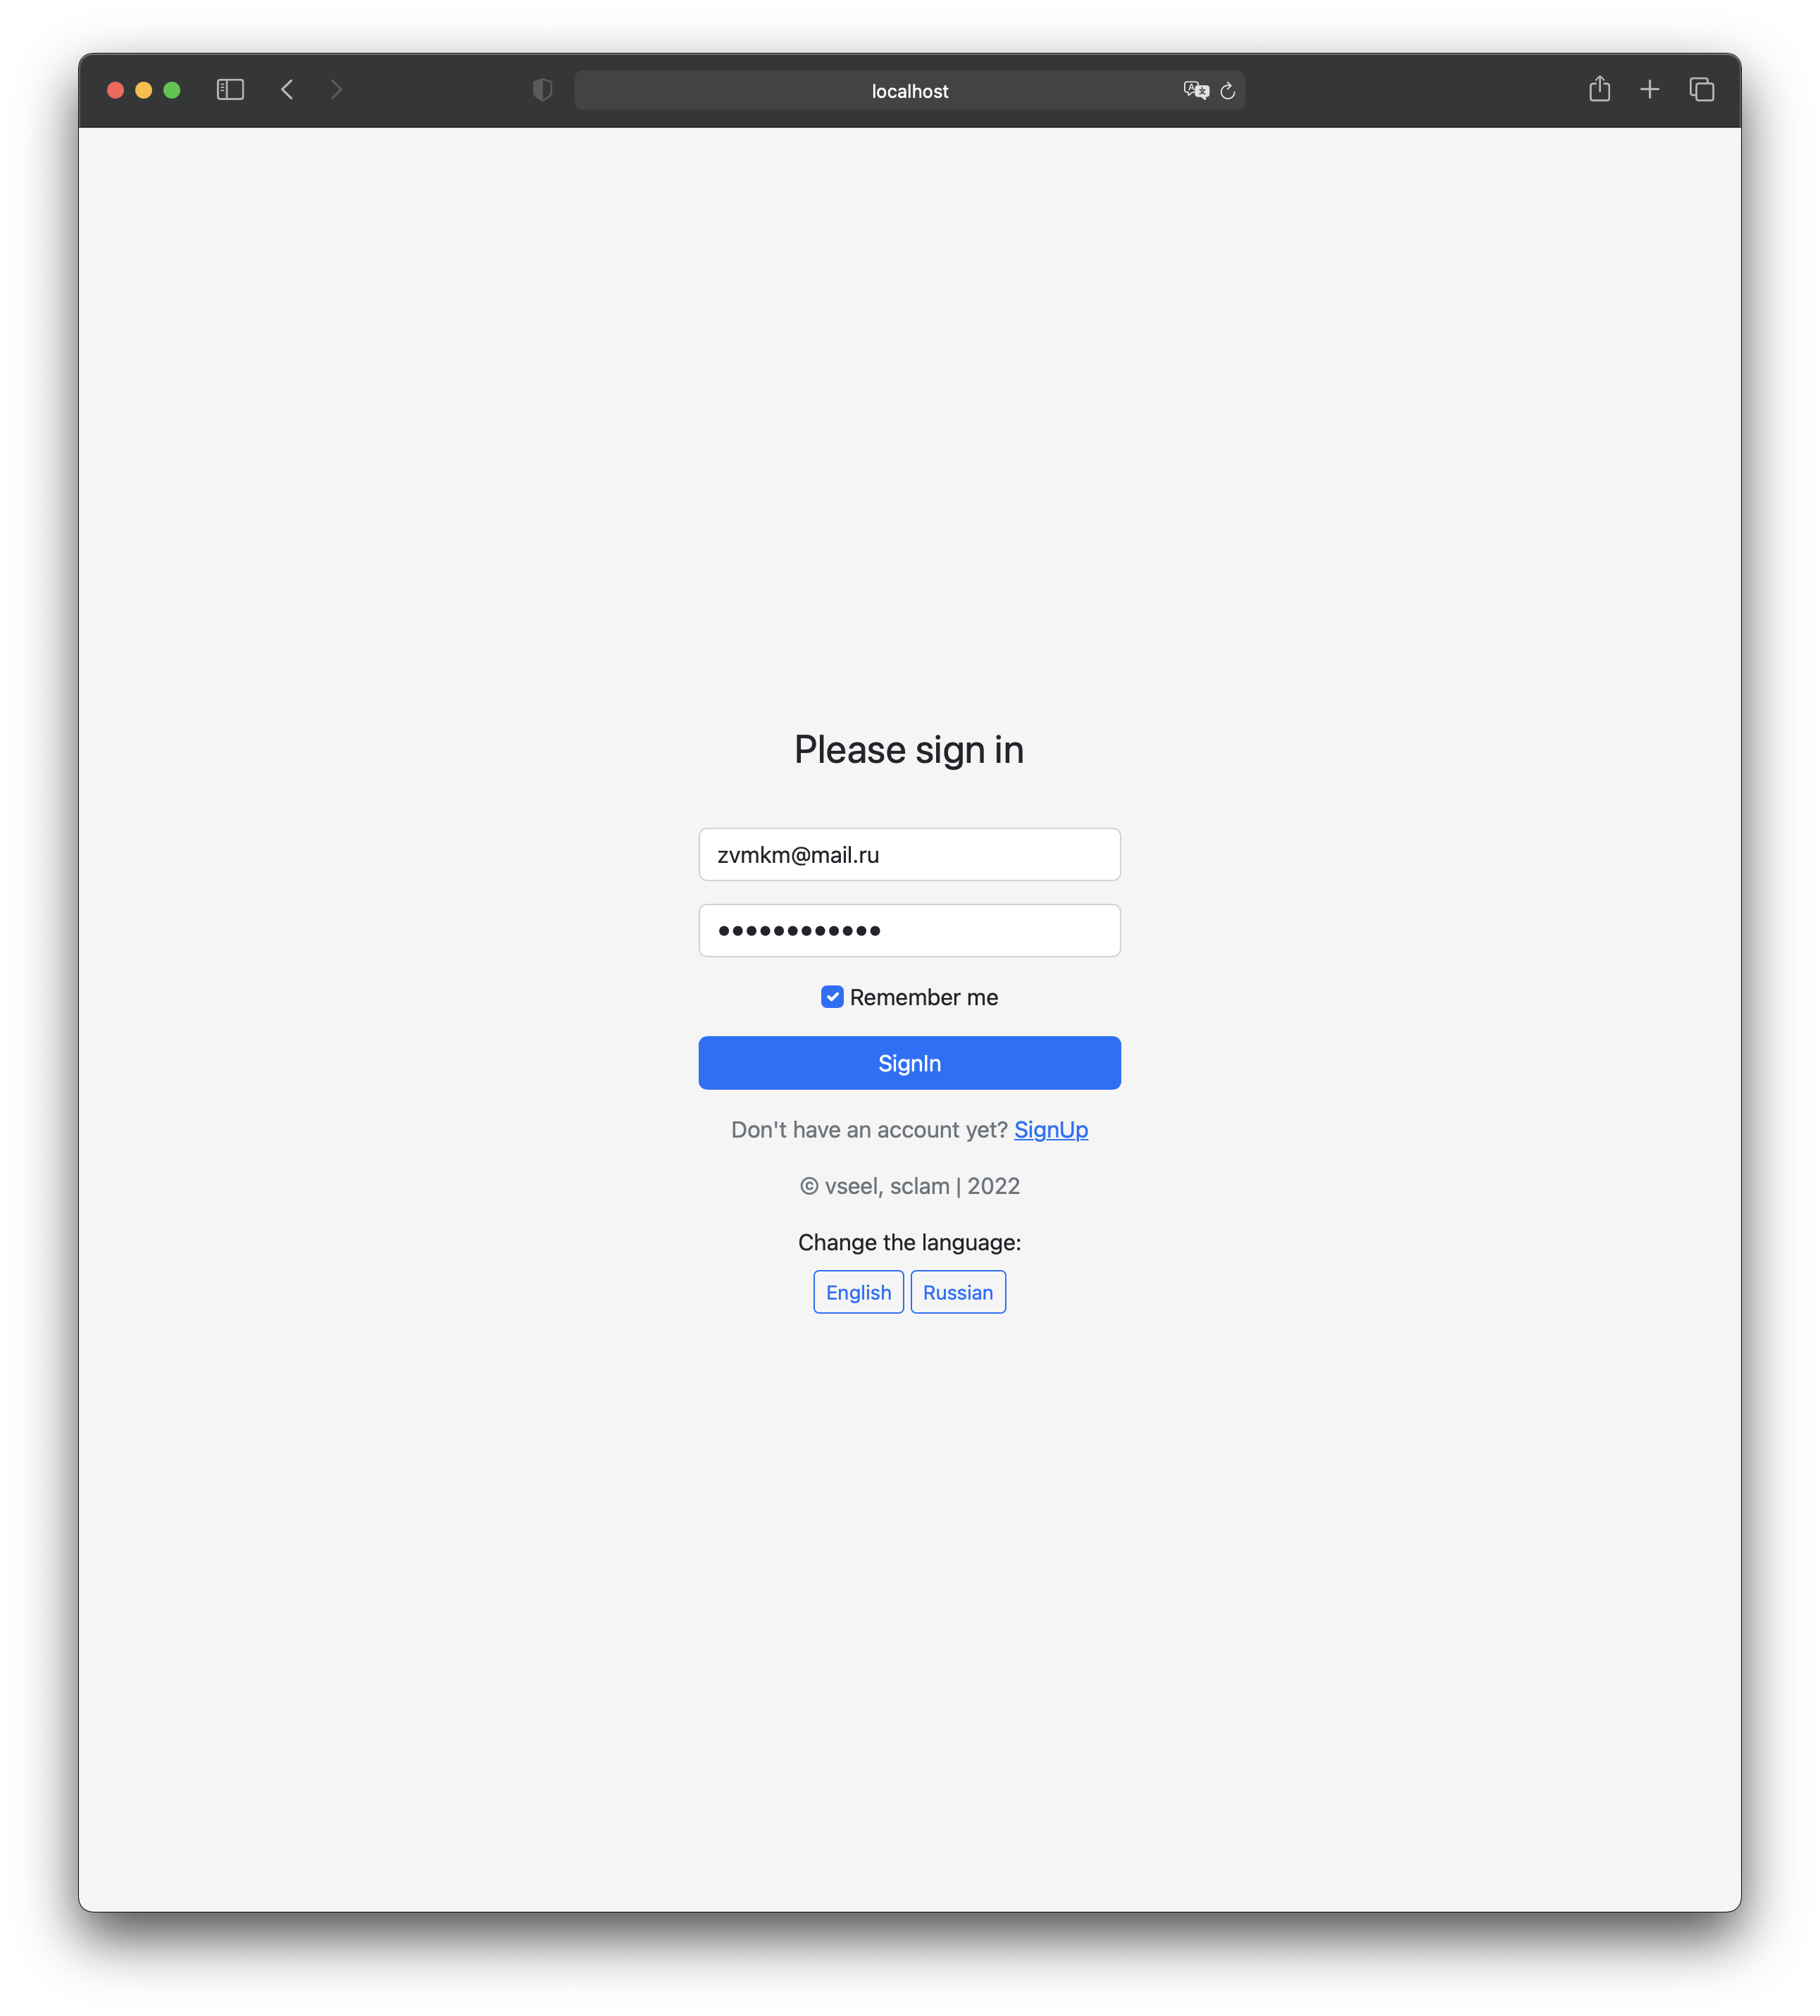 localhost
Please sign in
zvmkm@mail.ru
Remember me
SignIn
Don't have an account yet? SignUp
© vseel, sclam | 2022
Change the language:
English Russian